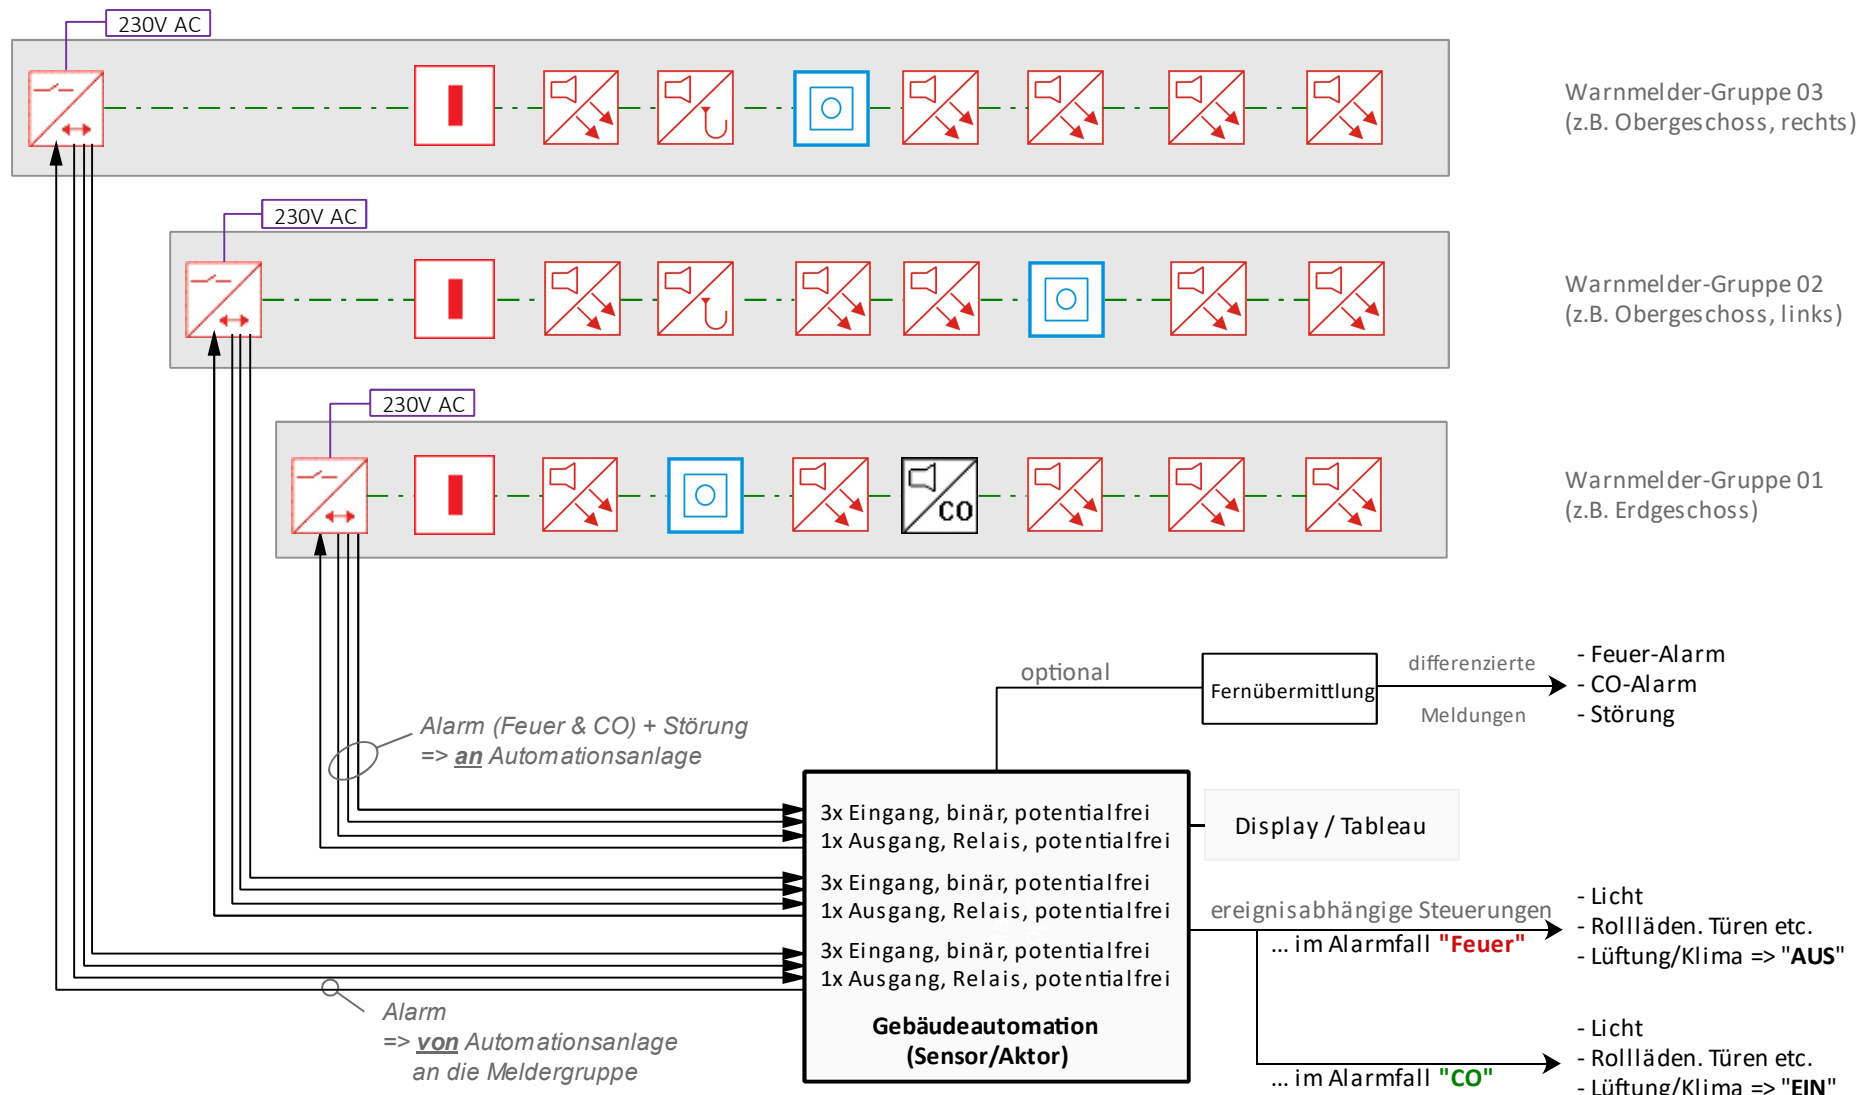 230V AC
Warnmelder-Gruppe 03
(z.B. Obergeschoss, rechts)
230V AC
Warnmelder-Gruppe 02
(z.B. Obergeschoss, links)
230V AC
CO
Warnmelder-Gruppe 01
(z.B. Erdgeschoss)
optional
Fernübermittlung
differenzierte
Meldungen
- Feuer-Alarm
- CO-Alarm
- Störung
Alarm (Feuer & CO) + Störung
=> an Automationsanlage
3x Eingang, binär, potentialfrei
1x Ausgang, Relais, potentialfrei
Display / Tableau
3x Eingang, binär, potentialfrei
1x Ausgang, Relais, potentialfrei
3x Eingang, binär, potentialfrei
1x Ausgang, Relais, potentialfrei
Gebäudeautomation
(Sensor/Aktor)
ereignisabhängige Steuerungen
... im Alarmfall "Feuer"
- Licht
- Rollläden. Türen etc.
- Lüftung/Klima => "AUS"
Alarm
=> von Automationsanlage
an die Meldergruppe
... im Alarmfall "CO"
- Licht
- Rollläden. Türen etc.
- Lüftung/Klima => "EIN"